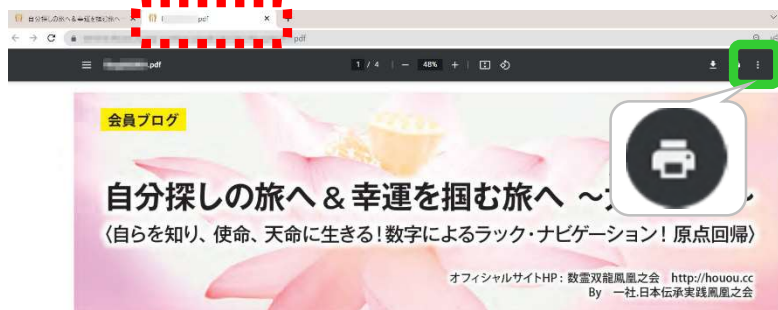 自分探しの旅へ&幸運を掴む旅へ
pdf
pdf
.pdf
1 / 4
48%
会員ブログ
自分探しの旅へ&幸運を掴む旅へ ~
〈自らを知り、使命、天命に生きる!数字によるラック・ナビゲーション!原点回帰〉
オフィシャルサイトHP:数霊双龍鳳凰之会 http://houou.cc
By 一社.日本伝承実践鳳凰之会